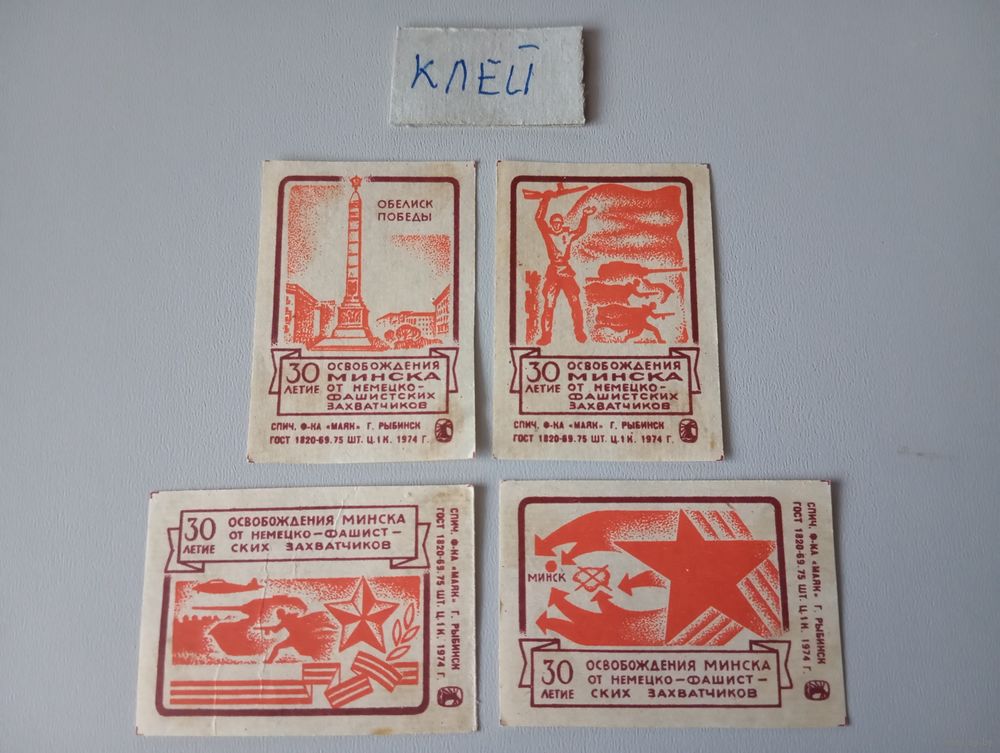 КЛЕЙ
ОБЕЛИСК
ПОБЕДЫ
30 ЛЕТИЕ
ОСВОБОЖДЕНИЯ
МИНСКА
ОТ НЕМЕЦКО-
ФАШИСТСКИХ
ЗАХВАТЧИКОВ
СПИЧ. Ф-КА «МАЯК» Г. РЫБИНСК
ГОСТ 1820-69. 75 ШТ. Ц. 1 К. 1974 Г.
30 ЛЕТИЕ
ОСВОБОЖДЕНИЯ
МИНСКА
ОТ НЕМЕЦКО-
ФАШИСТСКИХ
ЗАХВАТЧИКОВ
СПИЧ. Ф-КА «МАЯК» Г. РЫБИНСК
ГОСТ 1820-69. 75 ШТ. Ц. 1 К. 1974 Г.
30 ЛЕТИЕ
ОСВОБОЖДЕНИЯ МИНСКА
ОТ НЕМЕЦКО-ФАШИСТ-
СКИХ ЗАХВАТЧИКОВ
СПИЧ. Ф-КА «МАЯК» Г. РЫБИНСК
ГОСТ 1820-69. 75 ШТ. Ц. 1 К. 1974 Г.
МИНСК
30 ЛЕТИЕ
ОСВОБОЖДЕНИЯ МИНСКА
ОТ НЕМЕЦКО-ФАШИСТ-
СКИХ ЗАХВАТЧИКОВ
СПИЧ. Ф-КА «МАЯК» Г. РЫБИНСК
ГОСТ 1820-69. 75 ШТ. Ц. 1 К. 1974 Г.